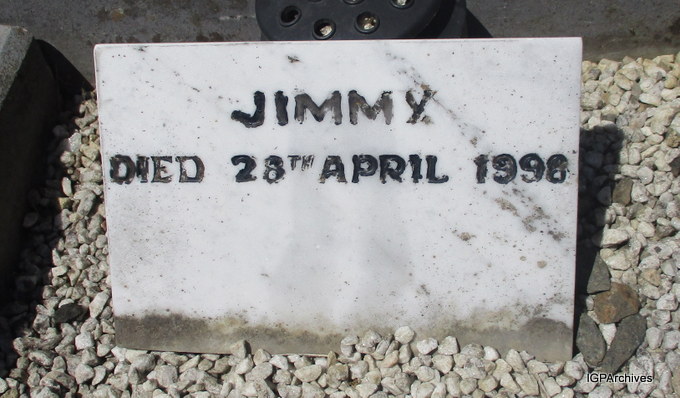 JIMMY
DIED 28TH APRIL 1998
IGPArchives